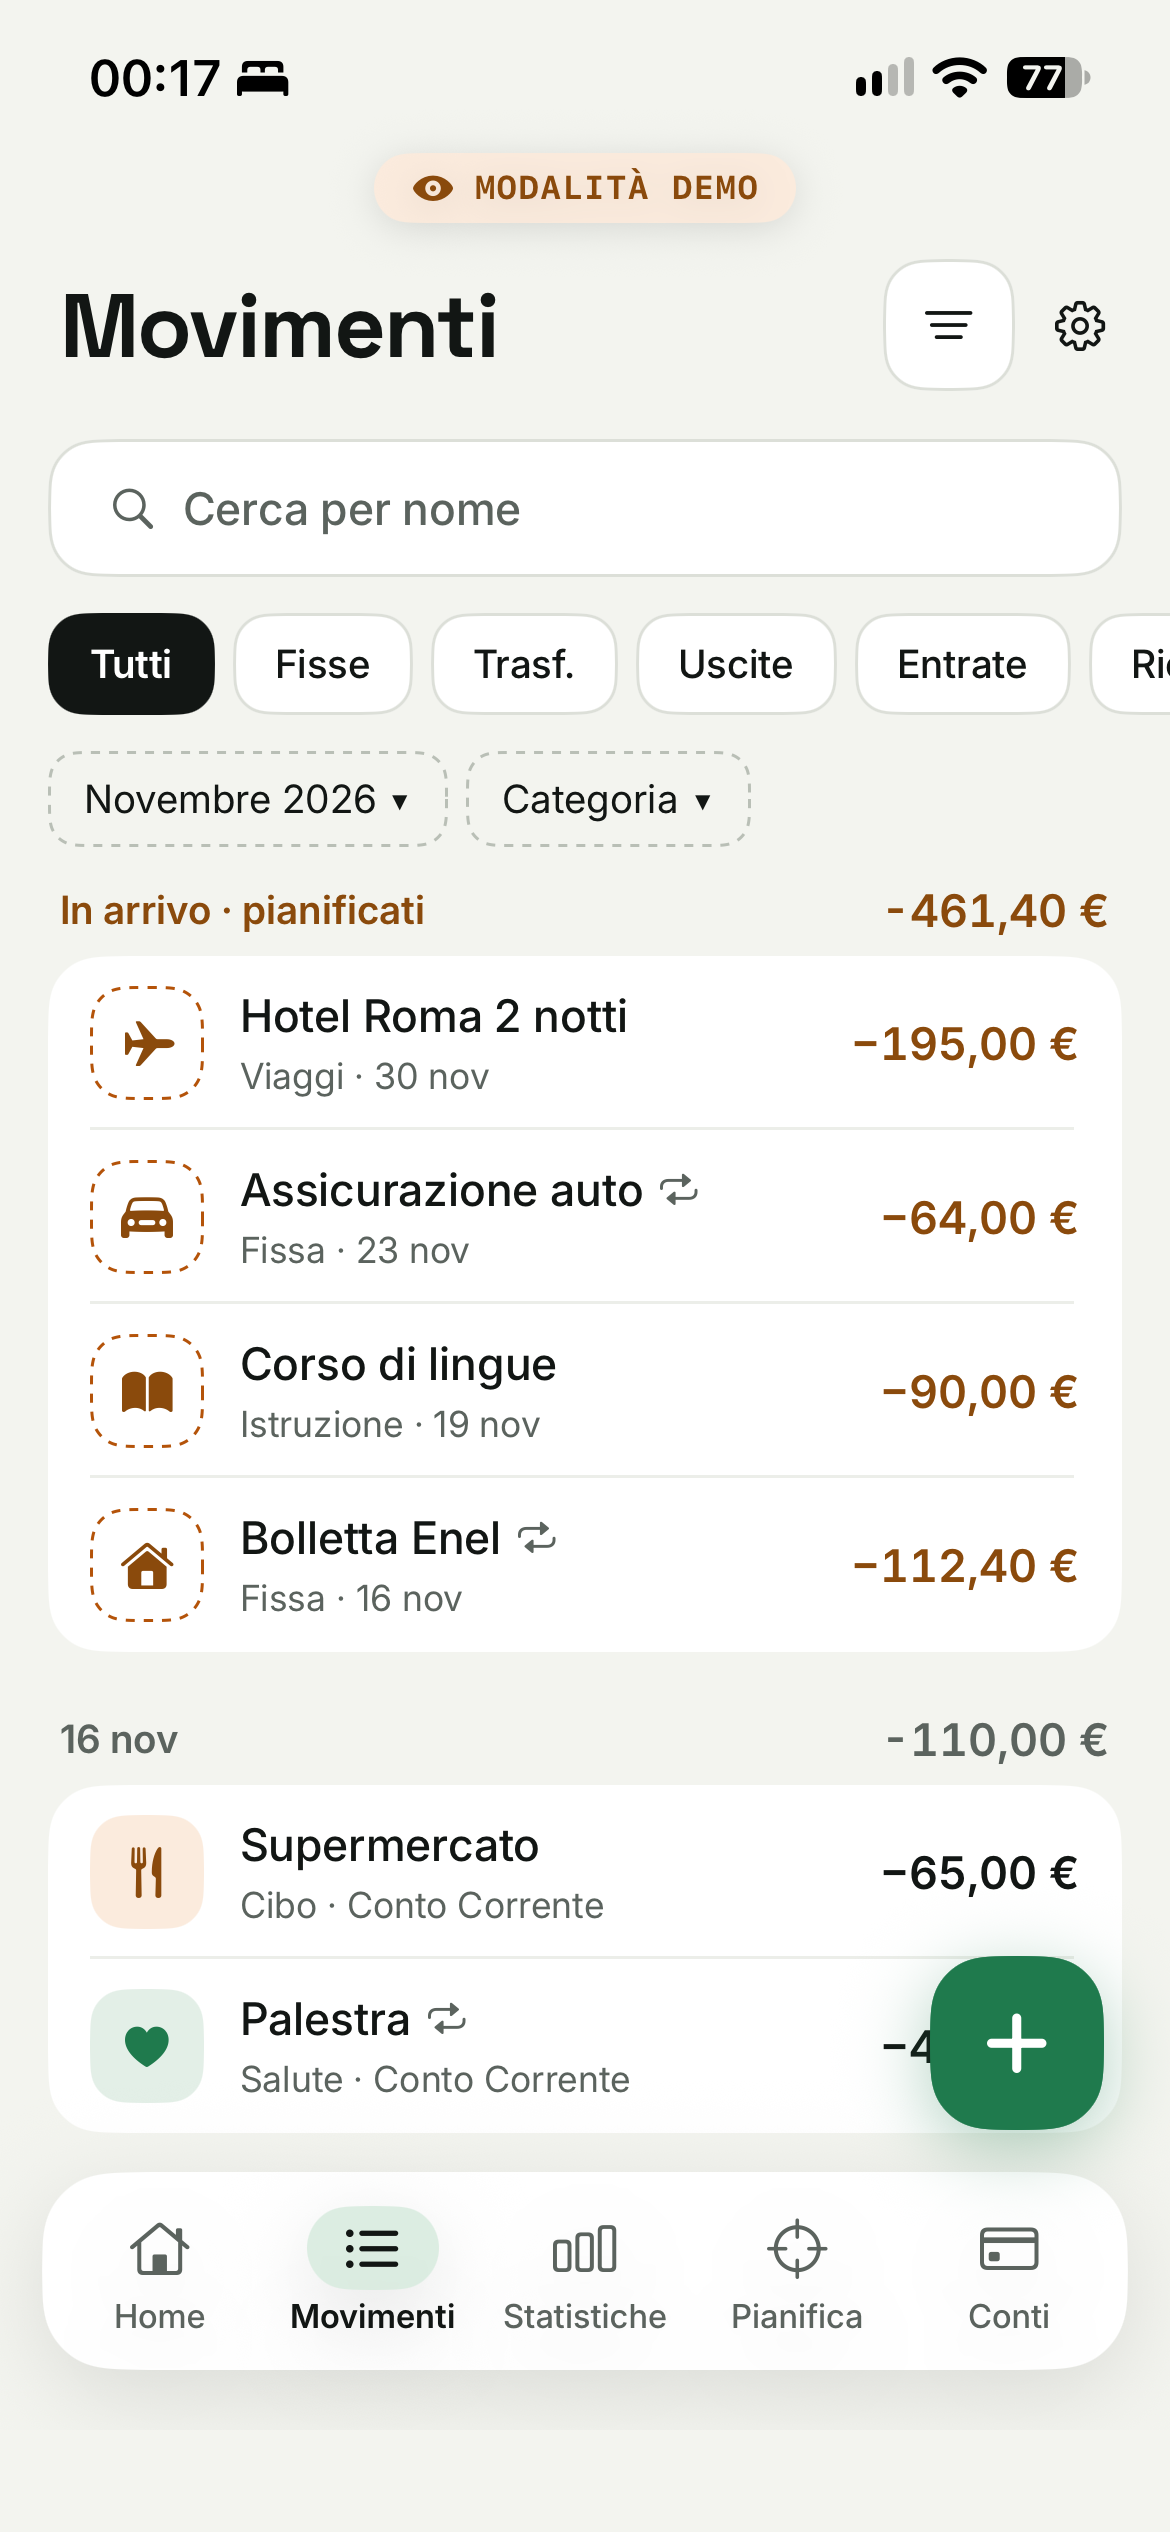 00:17
77
MODALITÀ DEMO
Movimenti
Cerca per nome
Tutti
Fisse
Trasf.
Uscite
Entrate
Novembre 2026 ▾
Categoria ▾
In arrivo · pianificati
-461,40 €
Hotel Roma 2 notti
Viaggi · 30 nov
−195,00 €
Assicurazione auto
Fissa · 23 nov
−64,00 €
Corso di lingue
Istruzione · 19 nov
−90,00 €
Bolletta Enel
Fissa · 16 nov
−112,40 €
16 nov
-110,00 €
Supermercato
Cibo · Conto Corrente
−65,00 €
Palestra
Salute · Conto Corrente
Home
Movimenti
Statistiche
Pianifica
Conti